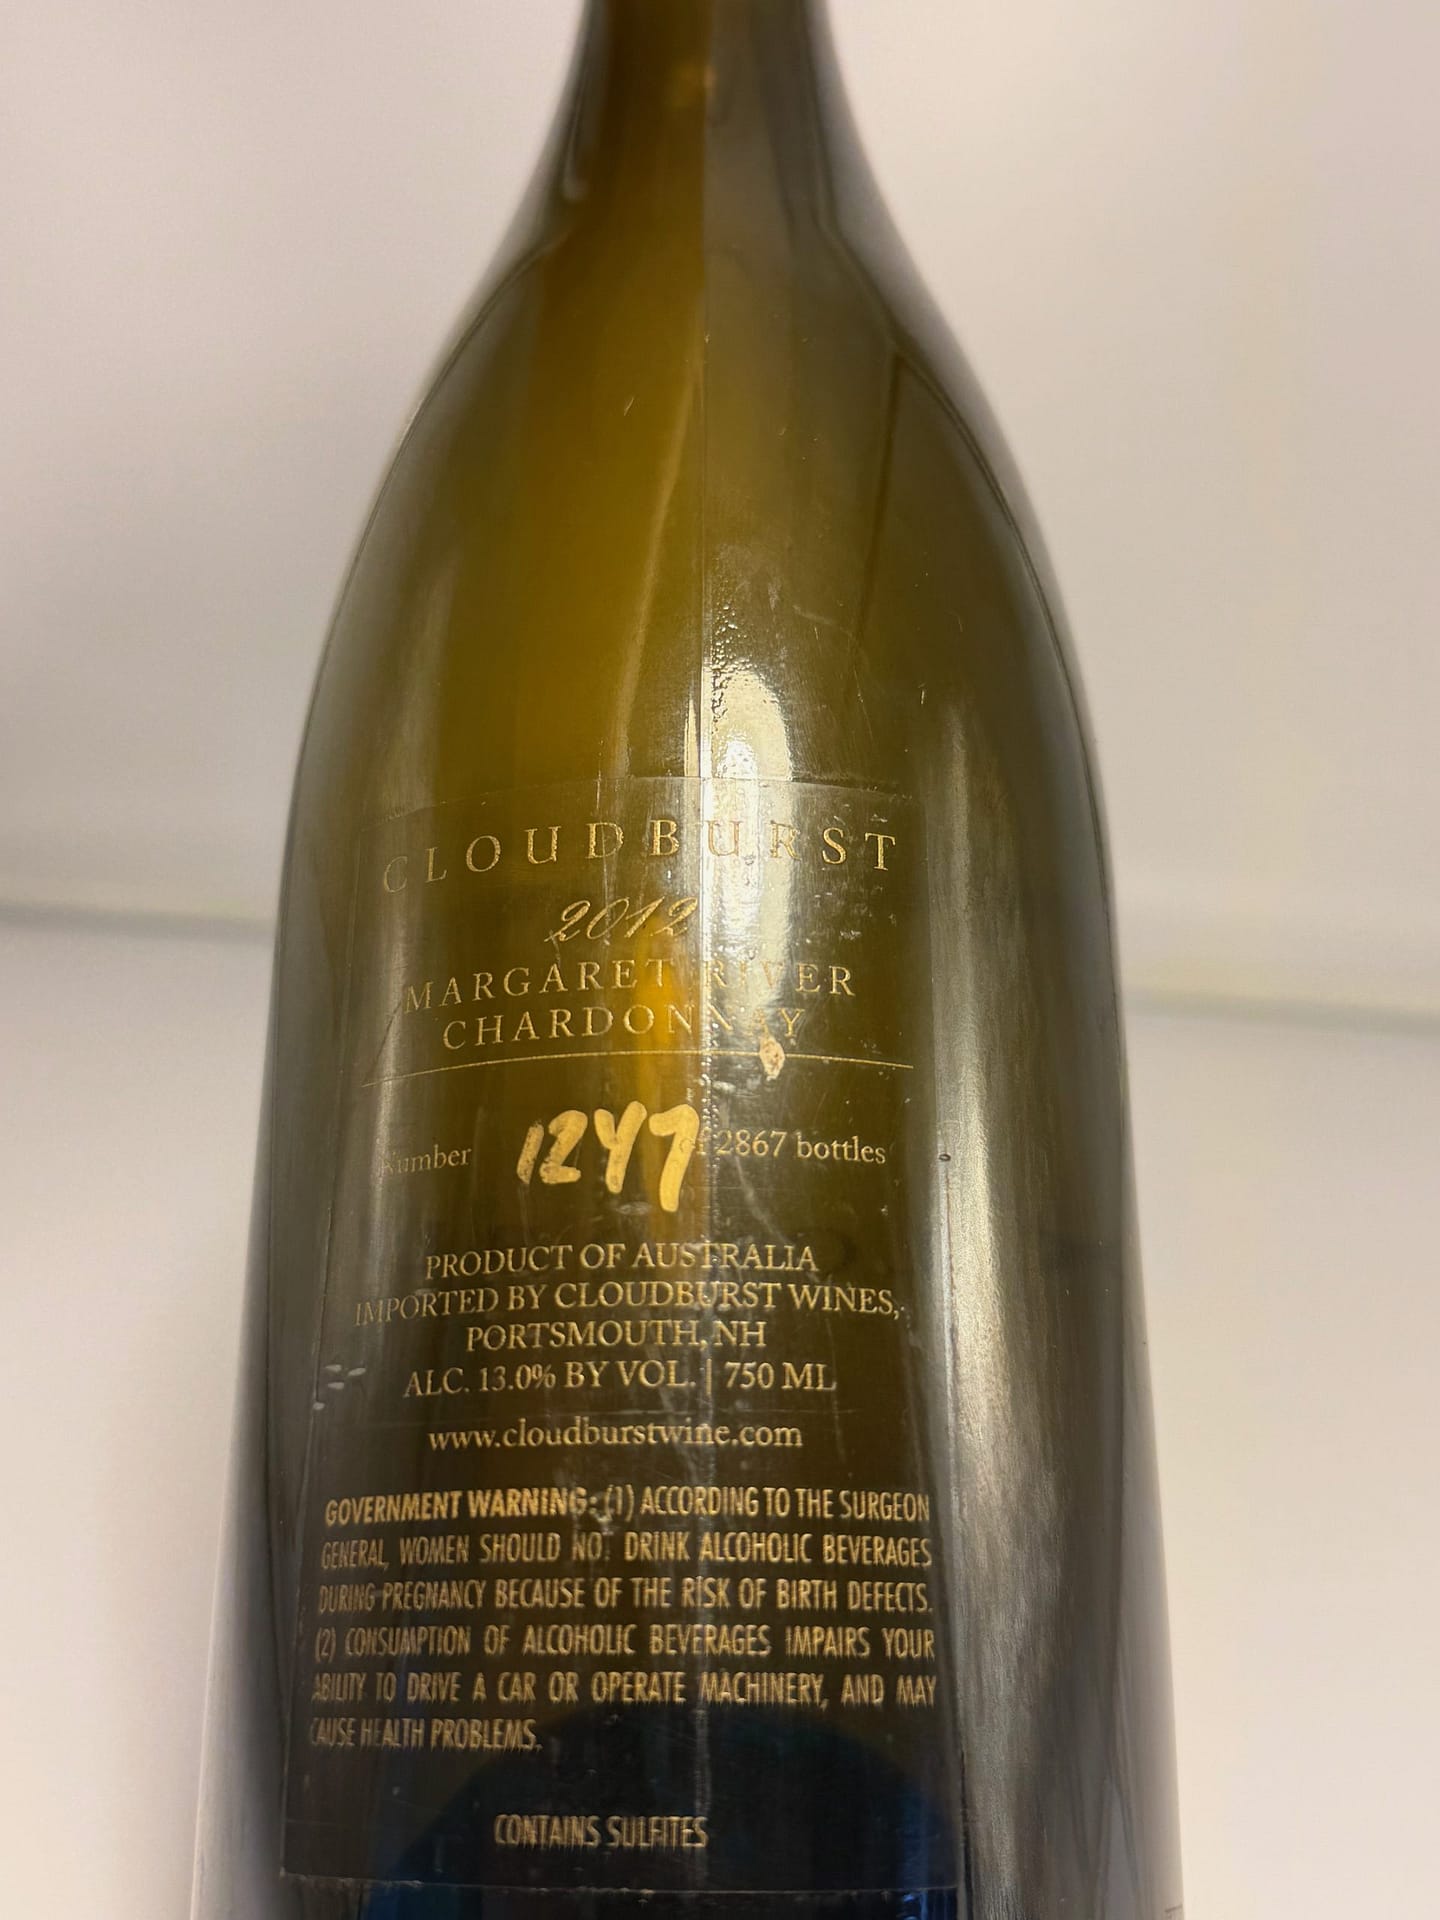 CLOUDBURST
2012
MARGARET RIVER
CHARDONNAY
Number 1247 of 2867 bottles
PRODUCT OF AUSTRALIA
IMPORTED BY CLOUDBURST WINES,
PORTSMOUTH, NH
ALC. 13.0% BY VOL. | 750 ML
www.cloudburstwine.com
GOVERNMENT WARNING: (1) ACCORDING TO THE SURGEON
GENERAL, WOMEN SHOULD NOT DRINK ALCOHOLIC BEVERAGES
DURING PREGNANCY BECAUSE OF THE RISK OF BIRTH DEFECTS.
(2) CONSUMPTION OF ALCOHOLIC BEVERAGES IMPAIRS YOUR
ABILITY TO DRIVE A CAR OR OPERATE MACHINERY, AND MAY
CAUSE HEALTH PROBLEMS.
CONTAINS SULFITES